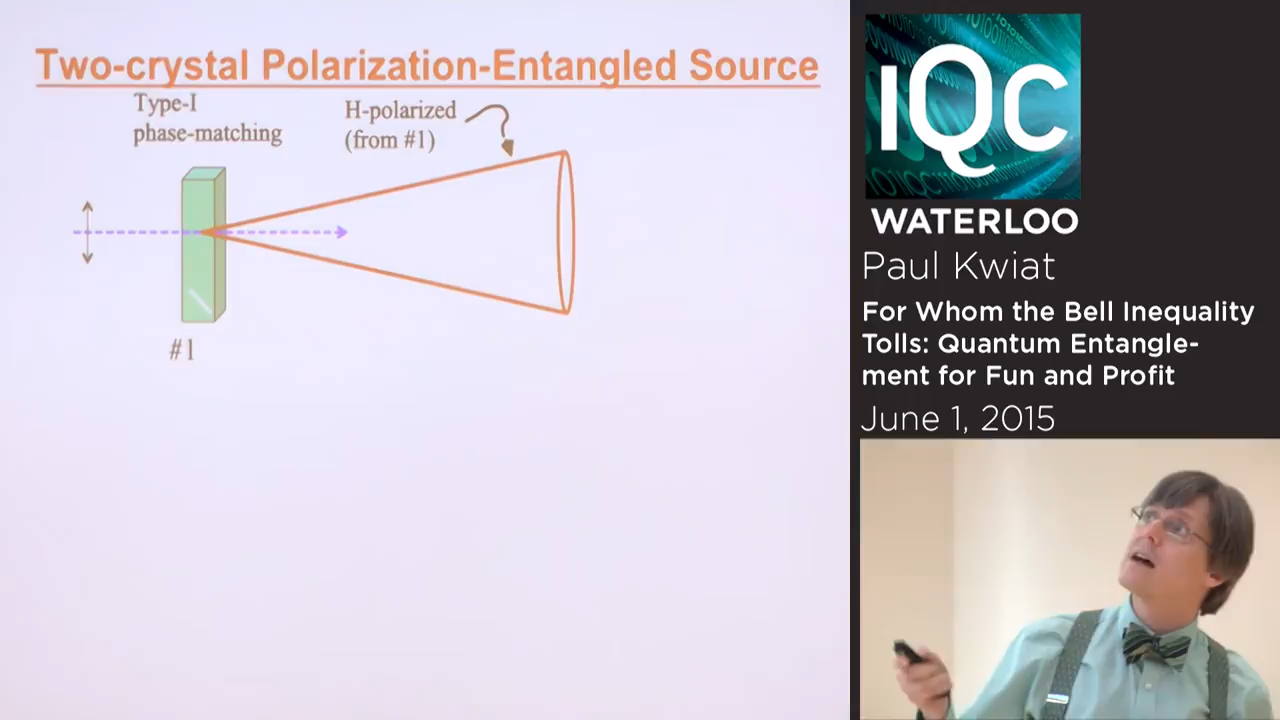 Two-crystal Polarization-Entangled Source
Type-I
phase-matching
H-polarized
(from #1)
#1
IQC
WATERLOO
Paul Kwiat
For Whom the Bell Inequality
Tolls: Quantum Entangle-
ment for Fun and Profit
June 1, 2015